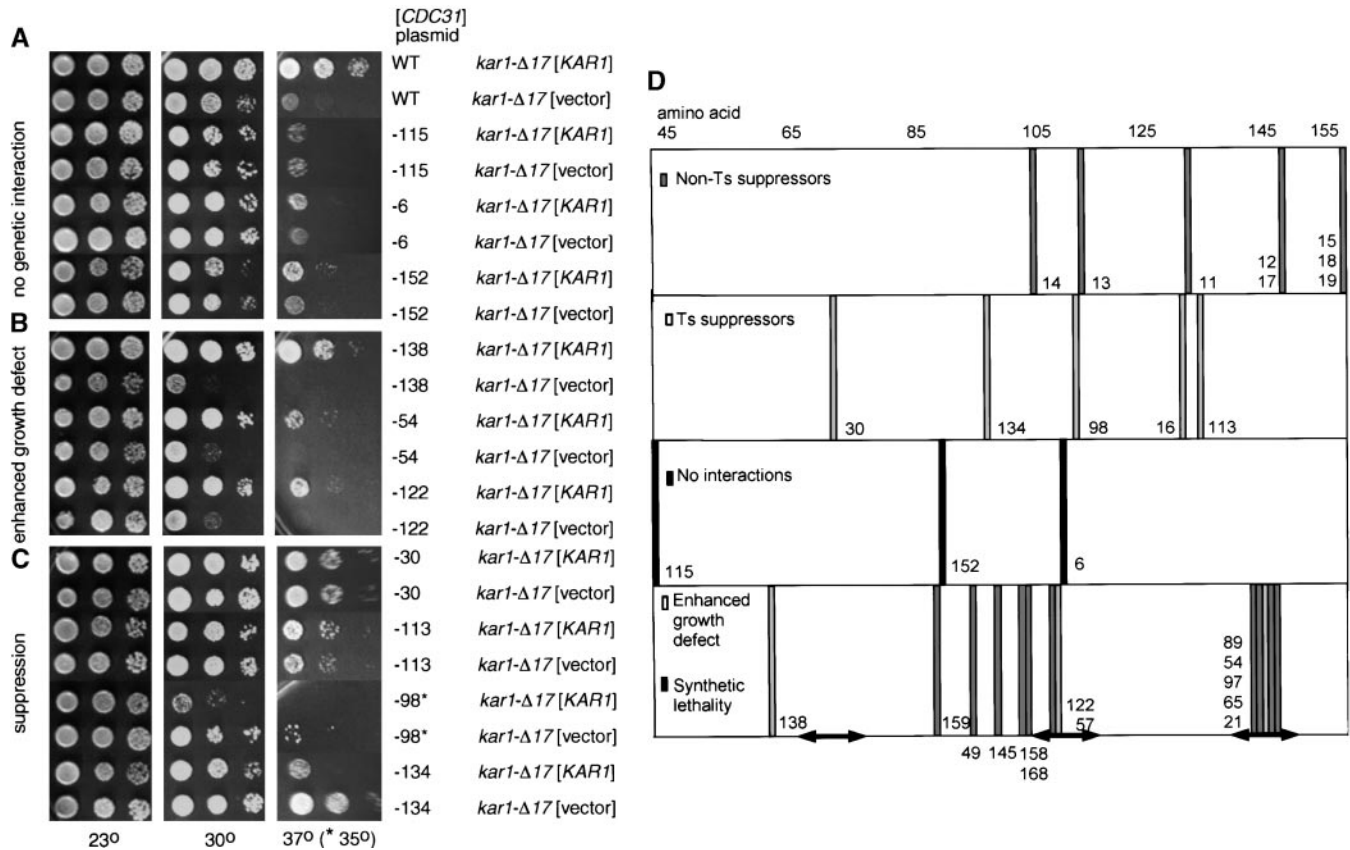 [CDC31]
plasmid
A
no genetic interaction
WT kar1-Δ17 [KAR1]
WT kar1-Δ17 [vector]
-115 kar1-Δ17 [KAR1]
-115 kar1-Δ17 [vector]
-6 kar1-Δ17 [KAR1]
-6 kar1-Δ17 [vector]
-152 kar1-Δ17 [KAR1]
-152 kar1-Δ17 [vector]
B
enhanced growth defect
-138 kar1-Δ17 [KAR1]
-138 kar1-Δ17 [vector]
-54 kar1-Δ17 [KAR1]
-54 kar1-Δ17 [vector]
-122 kar1-Δ17 [KAR1]
-122 kar1-Δ17 [vector]
C
suppression
-30 kar1-Δ17 [KAR1]
-30 kar1-Δ17 [vector]
-113 kar1-Δ17 [KAR1]
-113 kar1-Δ17 [vector]
-98* kar1-Δ17 [KAR1]
-98* kar1-Δ17 [vector]
-134 kar1-Δ17 [KAR1]
-134 kar1-Δ17 [vector]
23º 30º 37º (* 35º)
D
amino acid
45 65 85 105 125 145 155
Non-Ts suppressors
14 13 11
12
17
15
18
19
Ts suppressors
30 134 98 16 113
No interactions
115 152 6
Enhanced
growth
defect
Synthetic
lethality
138 159
122
57
89
54
97
65
21
49 145 158
168